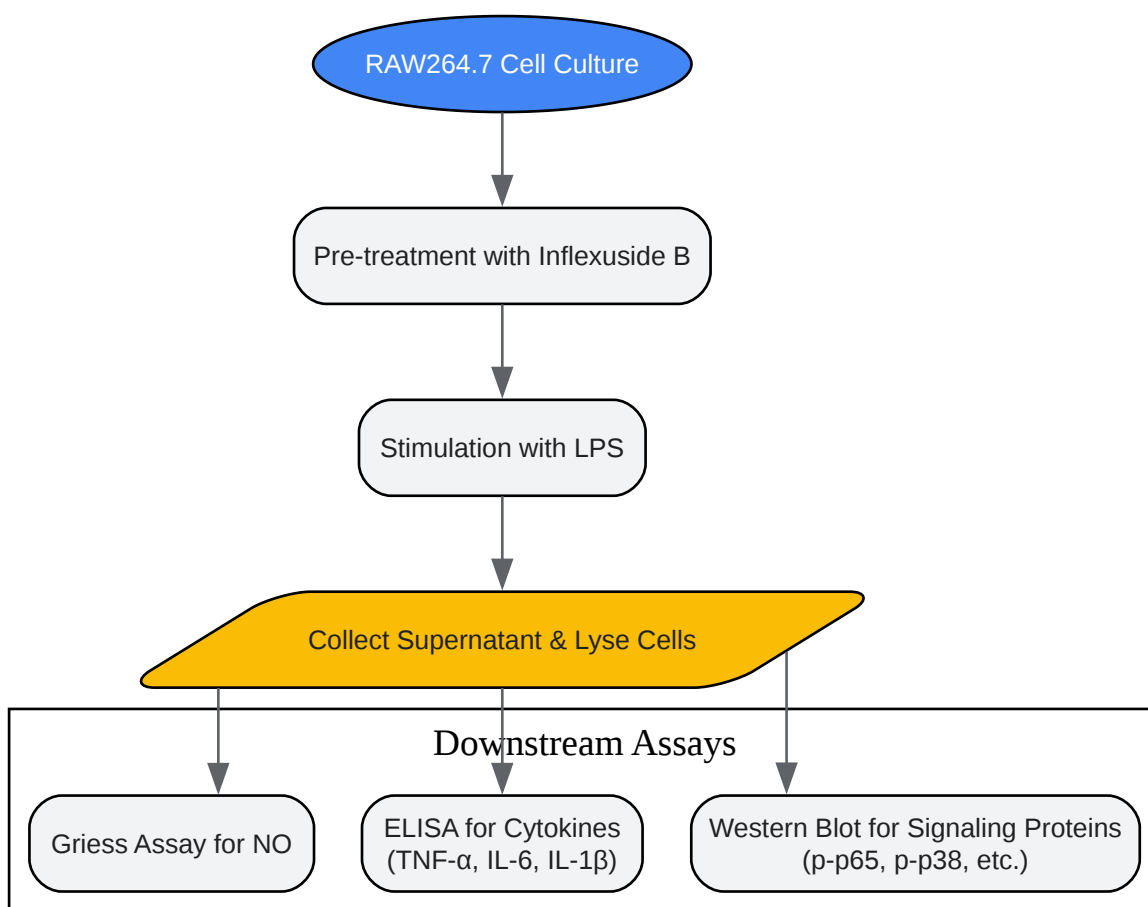 RAW264.7 Cell Culture
Pre-treatment with Inflexuside B
Stimulation with LPS
Collect Supernatant & Lyse Cells
Downstream Assays
Griess Assay for NO
ELISA for Cytokines
(TNF-α, IL-6, IL-1β)
Western Blot for Signaling Proteins
(p-p65, p-p38, etc.)